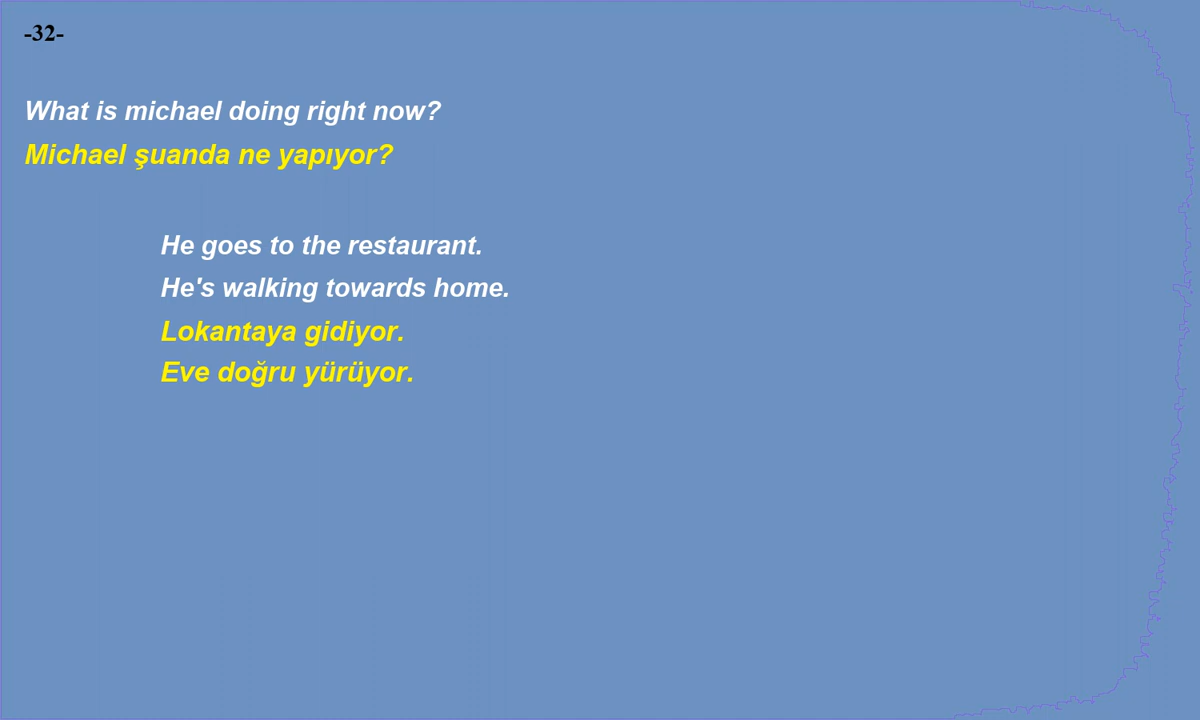 -32-
What is michael doing right now?
Michael şuanda ne yapıyor?
He goes to the restaurant.
He's walking towards home.
Lokantaya gidiyor.
Eve doğru yürüyor.